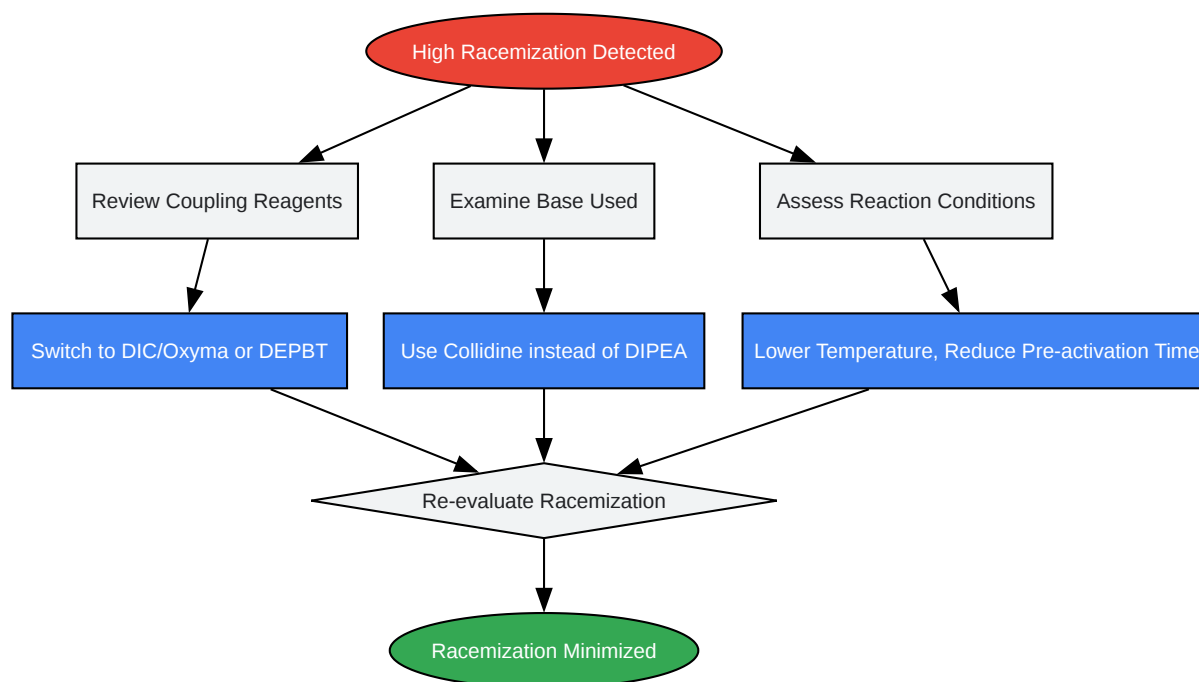 High Racemization Detected
Review Coupling Reagents
Examine Base Used
Assess Reaction Conditions
Switch to DIC/Oxyma or DEPBT
Use Collidine instead of DIPEA
Lower Temperature, Reduce Pre-activation Time
Re-evaluate Racemization
Racemization Minimized